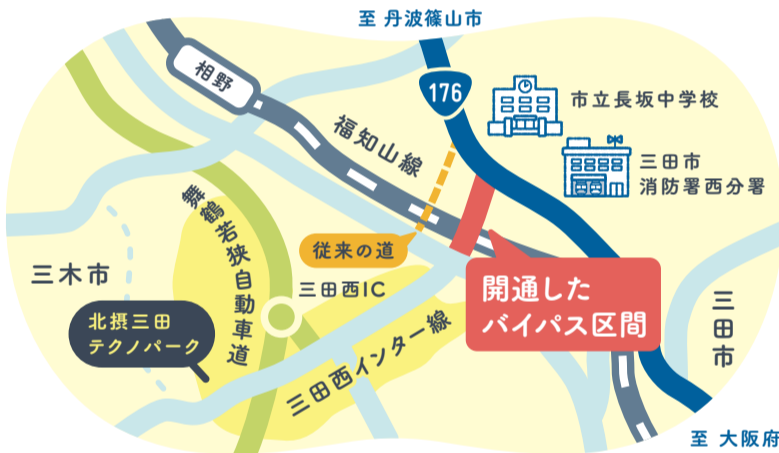 至 丹波篠山市
相野
176
市立長坂中学校
福知山線
三田市
消防署西分署
舞鶴若狭自動車道
従来の道
三木市
三田西IC
開通した
バイパス区間
北摂三田
テクノパーク
三田西インター線
三田市
至 大阪府